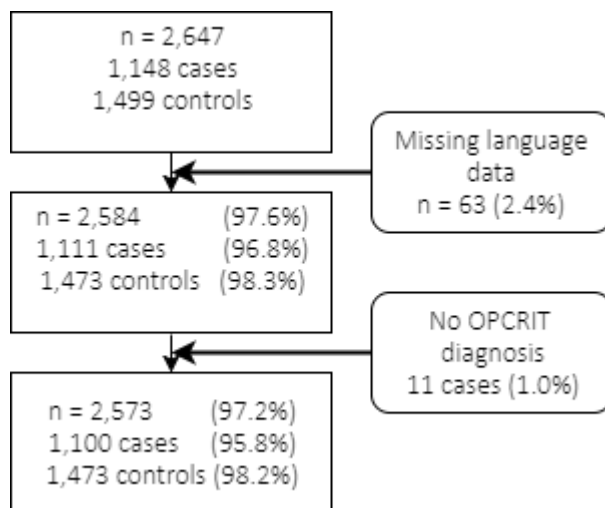 n = 2,647
1,148 cases
1,499 controls
Missing language
data
n = 63 (2.4%)
n = 2,584 (97.6%)
1,111 cases (96.8%)
1,473 controls (98.3%)
No OPCRIT
diagnosis
11 cases (1.0%)
n = 2,573 (97.2%)
1,100 cases (95.8%)
1,473 controls (98.2%)